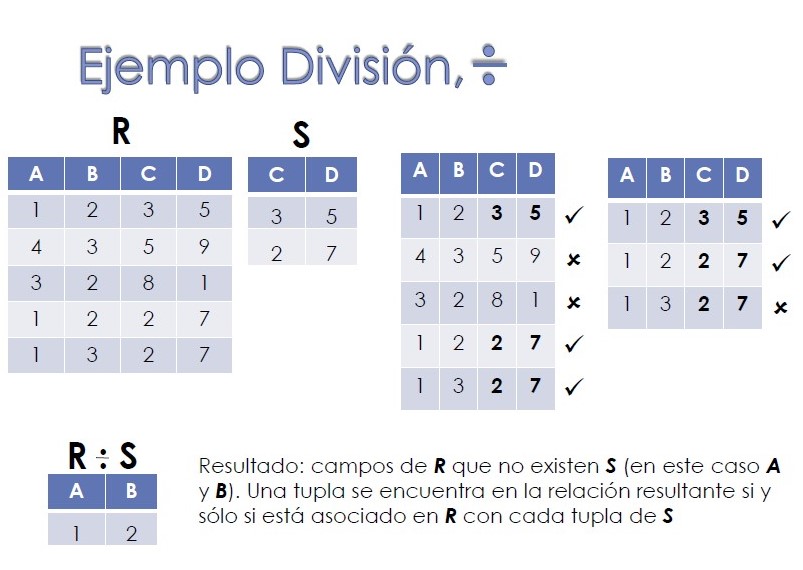 Ejemplo División, ÷
R
A B C D
1 2 3 5
4 3 5 9
3 2 8 1
1 2 2 7
1 3 2 7
S
C D
3 5
2 7
A B C D
1 2 3 5 ✓
4 3 5 9 ×
3 2 8 1 ×
1 2 2 7 ✓
1 3 2 7 ✓
A B C D
1 2 3 5 ✓
1 2 2 7 ✓
1 3 2 7 ×
R ÷ S
A B
1 2
Resultado: campos de R que no existen S (en este caso A
y B). Una tupla se encuentra en la relación resultante si y
sólo si está asociado en R con cada tupla de S